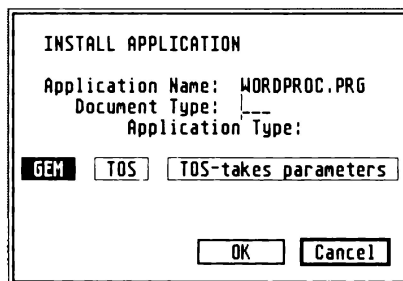 INSTALL APPLICATION
Application Name: WORDPROC.PRG
Document Type: ___
Application Type:
GEM TOS TOS-takes parameters
OK Cancel